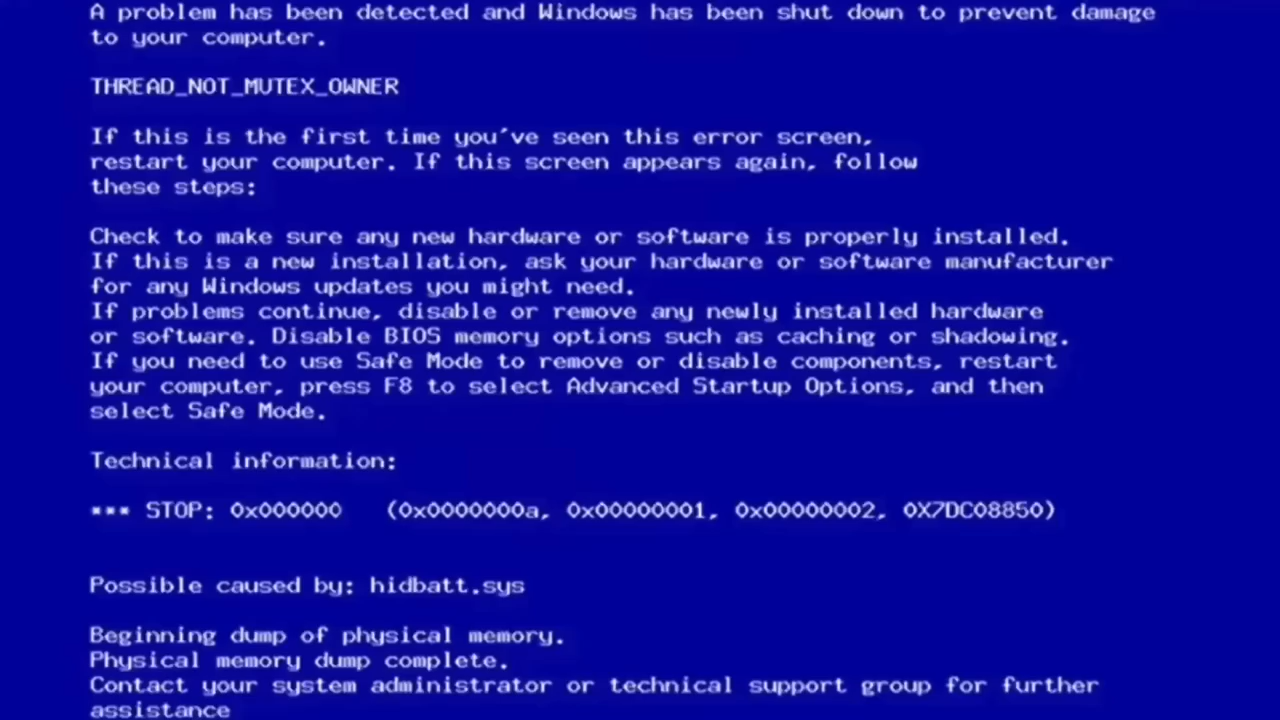 A problem has been detected and Windows has been shut down to prevent damage
to your computer.
THREAD_NOT_MUTEX_OWNER
If this is the first time you've seen this error screen,
restart your computer. If this screen appears again, follow
these steps:
Check to make sure any new hardware or software is properly installed.
If this is a new installation, ask your hardware or software manufacturer
for any Windows updates you might need.
If problems continue, disable or remove any newly installed hardware
or software. Disable BIOS memory options such as caching or shadowing.
If you need to use Safe Mode to remove or disable components, restart
your computer, press F8 to select Advanced Startup Options, and then
select Safe Mode.
Technical information:
*** STOP: 0x000000 (0x0000000a, 0x00000001, 0x00000002, 0X7DC08850)
Possible caused by: hidbatt.sys
Beginning dump of physical memory.
Physical memory dump complete.
Contact your system administrator or technical support group for further
assistance